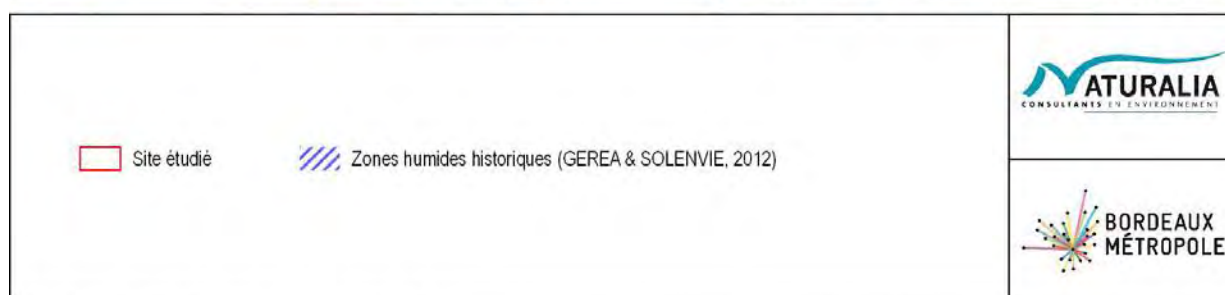 Site étudié
Zones humides historiques (GEREA & SOLENVIE, 2012)
NATURALIA
CONSULTANTS EN ENVIRONNEMENT
BORDEAUX
MÉTROPOLE